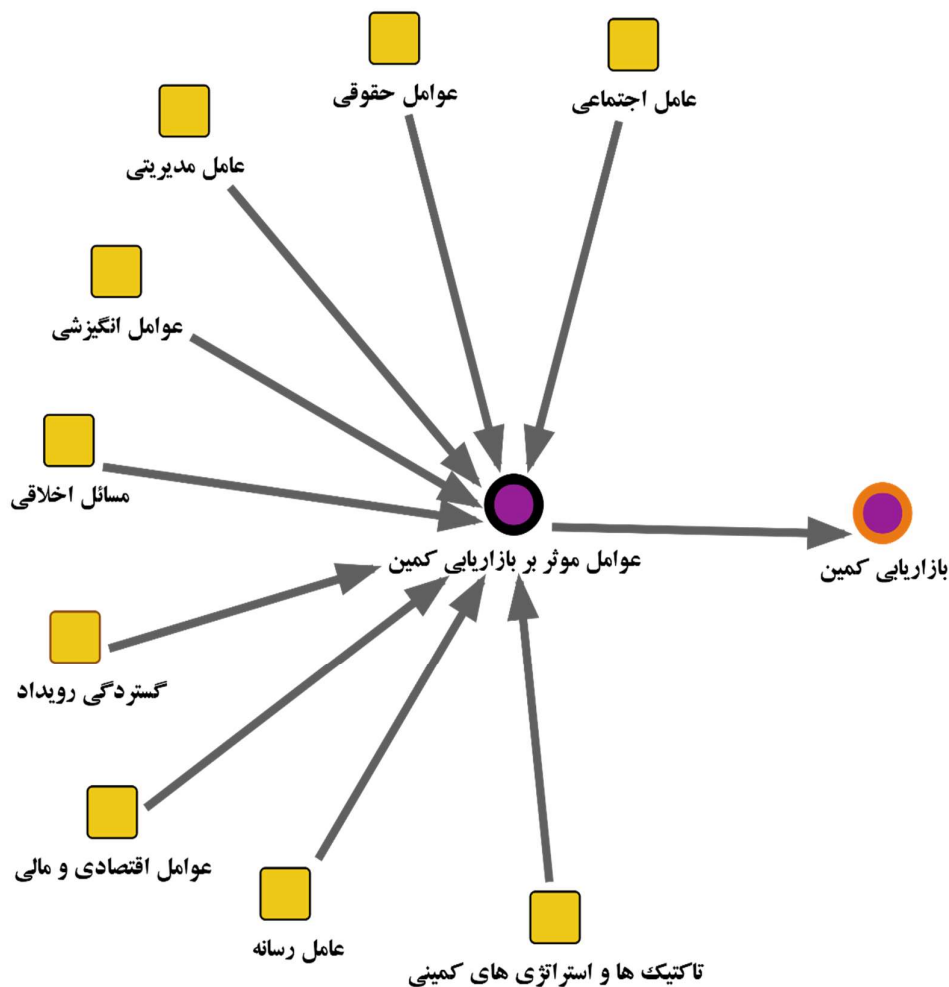 عامل اجتماعی
عوامل حقوقی
عامل مدیریتی
عوامل انگیزشی
مسائل اخلاقی
عوامل موثر بر بازاریابی کمین
بازاریابی کمین
گستردگی رویداد
عوامل اقتصادی و مالی
عامل رسانه
تاکتیک ها و استراتژی های کمینی